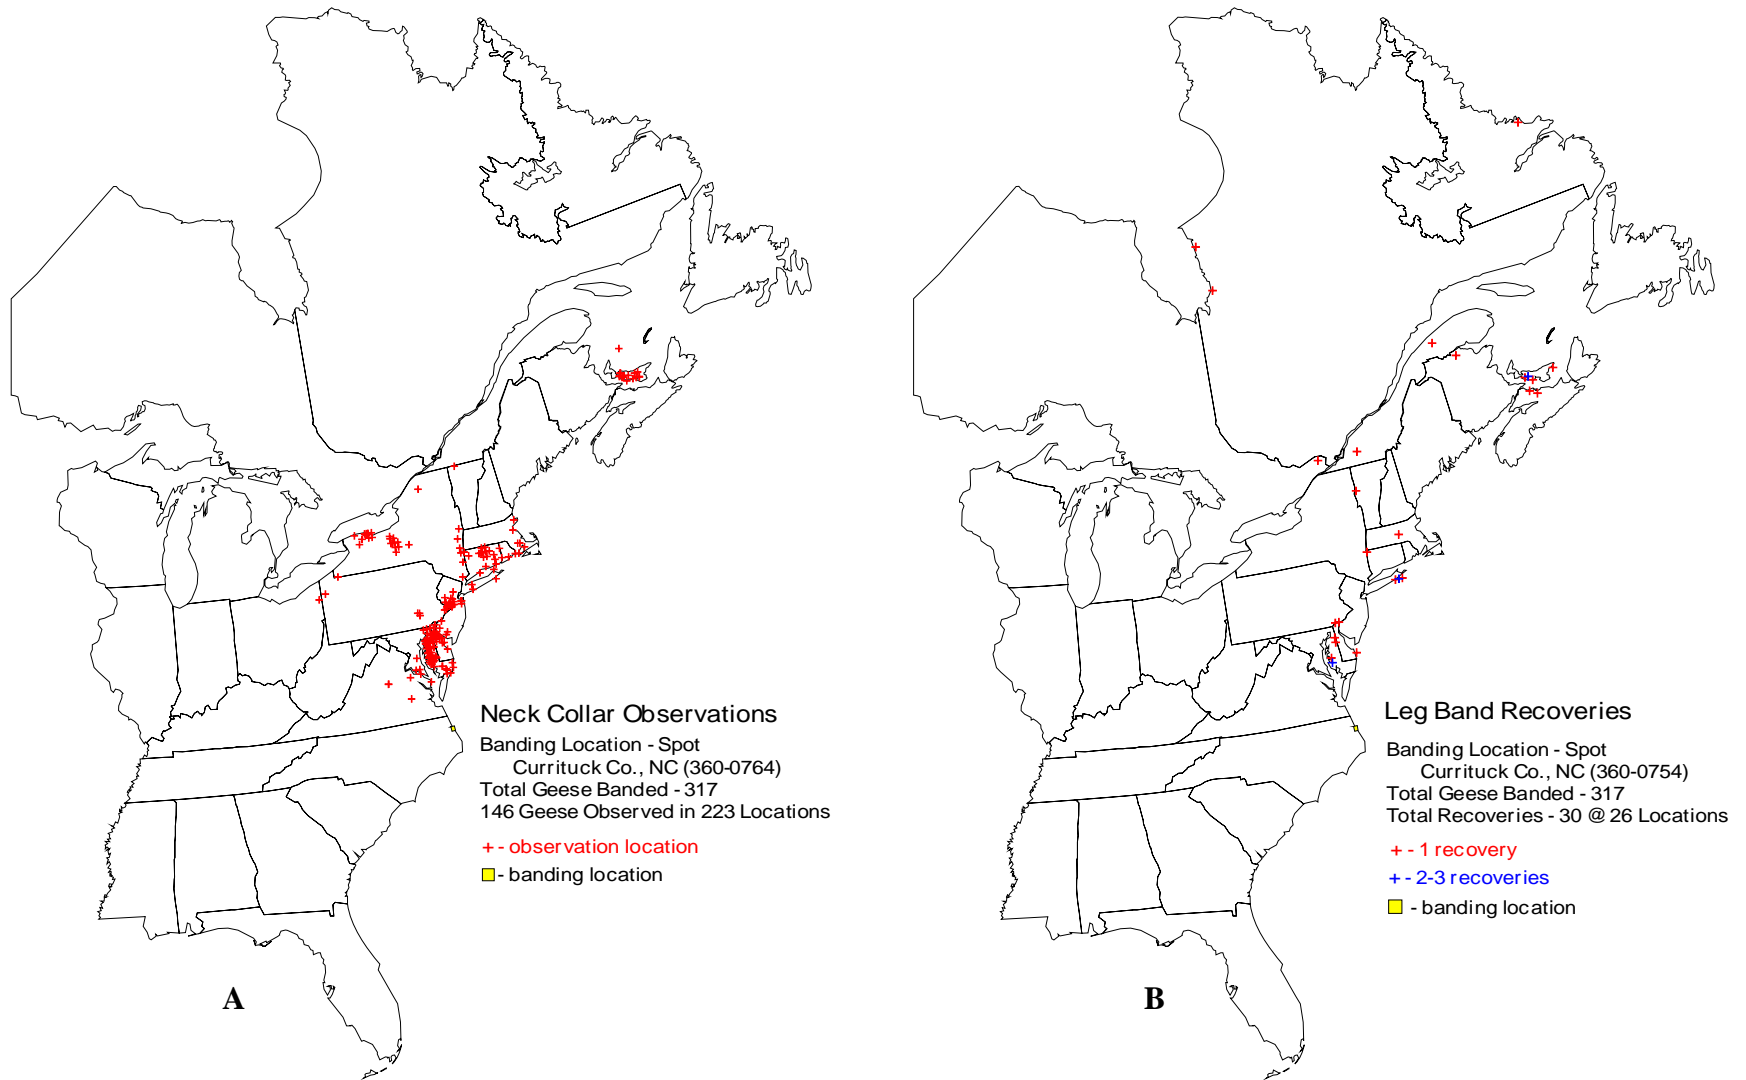 Neck Collar Observations
Banding Location - Spot
Currituck Co., NC (360-0764)
Total Geese Banded - 317
146 Geese Observed in 223 Locations
+ - observation location
- banding location
A
Leg Band Recoveries
Banding Location - Spot
Currituck Co., NC (360-0754)
Total Geese Banded - 317
Total Recoveries - 30 @ 26 Locations
+ - 1 recovery
+ - 2-3 recoveries
- banding location
B